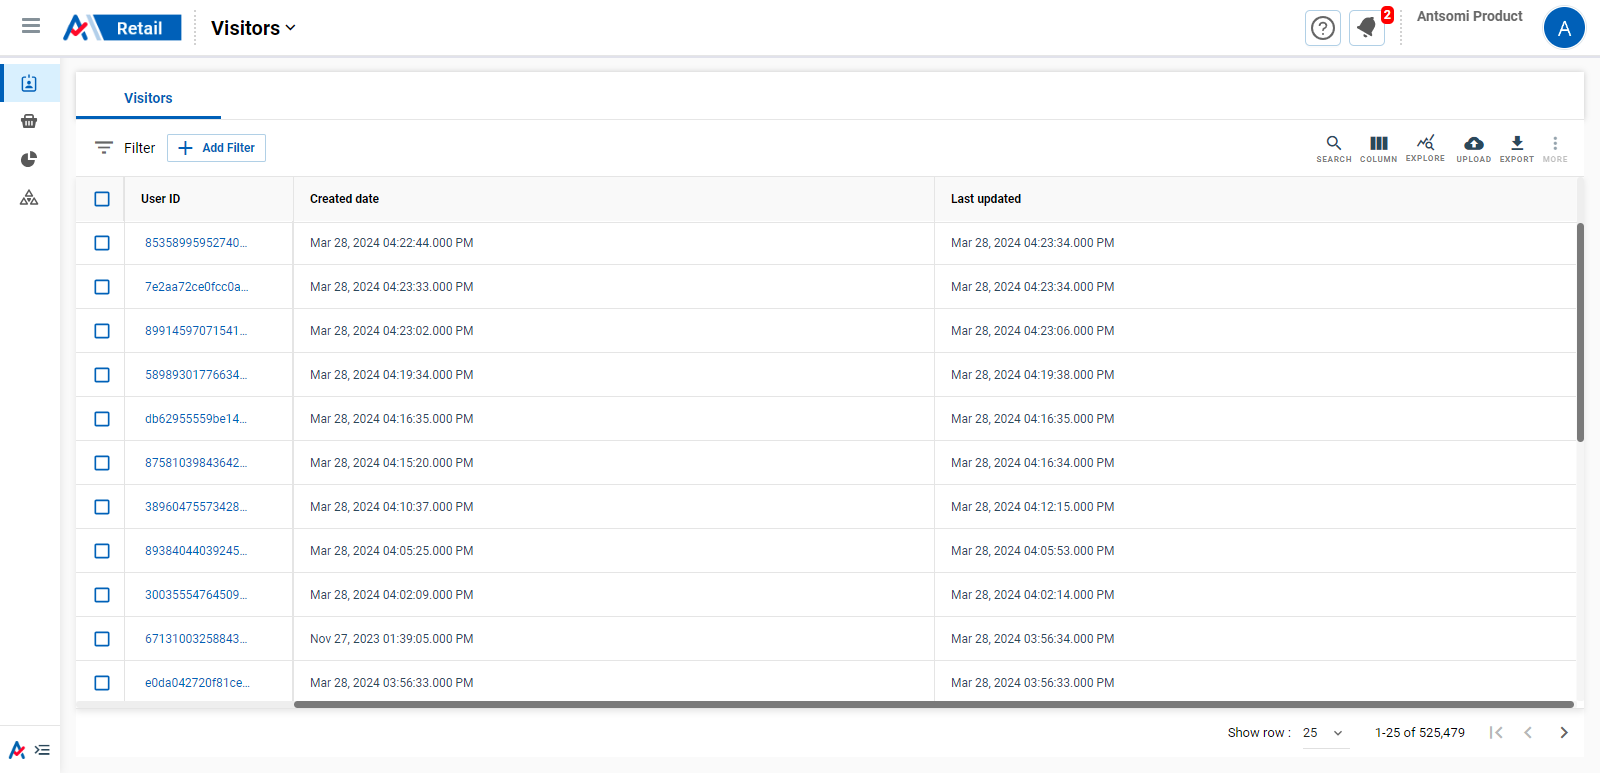 Retail
Visitors
2
Antsomi Product
A
Visitors
Filter
Add Filter
SEARCH
COLUMN
EXPLORE
UPLOAD
EXPORT
MORE
User ID Created date Last updated
85358995952740... Mar 28, 2024 04:22:44.000 PM Mar 28, 2024 04:23:34.000 PM
7e2aa72ce0fcc0a... Mar 28, 2024 04:23:33.000 PM Mar 28, 2024 04:23:34.000 PM
89914597071541... Mar 28, 2024 04:23:02.000 PM Mar 28, 2024 04:23:06.000 PM
58989301776634... Mar 28, 2024 04:19:34.000 PM Mar 28, 2024 04:19:38.000 PM
db62955559be14... Mar 28, 2024 04:16:35.000 PM Mar 28, 2024 04:16:35.000 PM
87581039843642... Mar 28, 2024 04:15:20.000 PM Mar 28, 2024 04:16:34.000 PM
38960475573428... Mar 28, 2024 04:10:37.000 PM Mar 28, 2024 04:12:15.000 PM
89384044039245... Mar 28, 2024 04:05:25.000 PM Mar 28, 2024 04:05:53.000 PM
30035554764509... Mar 28, 2024 04:02:09.000 PM Mar 28, 2024 04:02:14.000 PM
67131003258843... Nov 27, 2023 01:39:05.000 PM Mar 28, 2024 03:56:34.000 PM
e0da042720f81ce... Mar 28, 2024 03:56:33.000 PM Mar 28, 2024 03:56:33.000 PM
Show row : 25 1-25 of 525,479